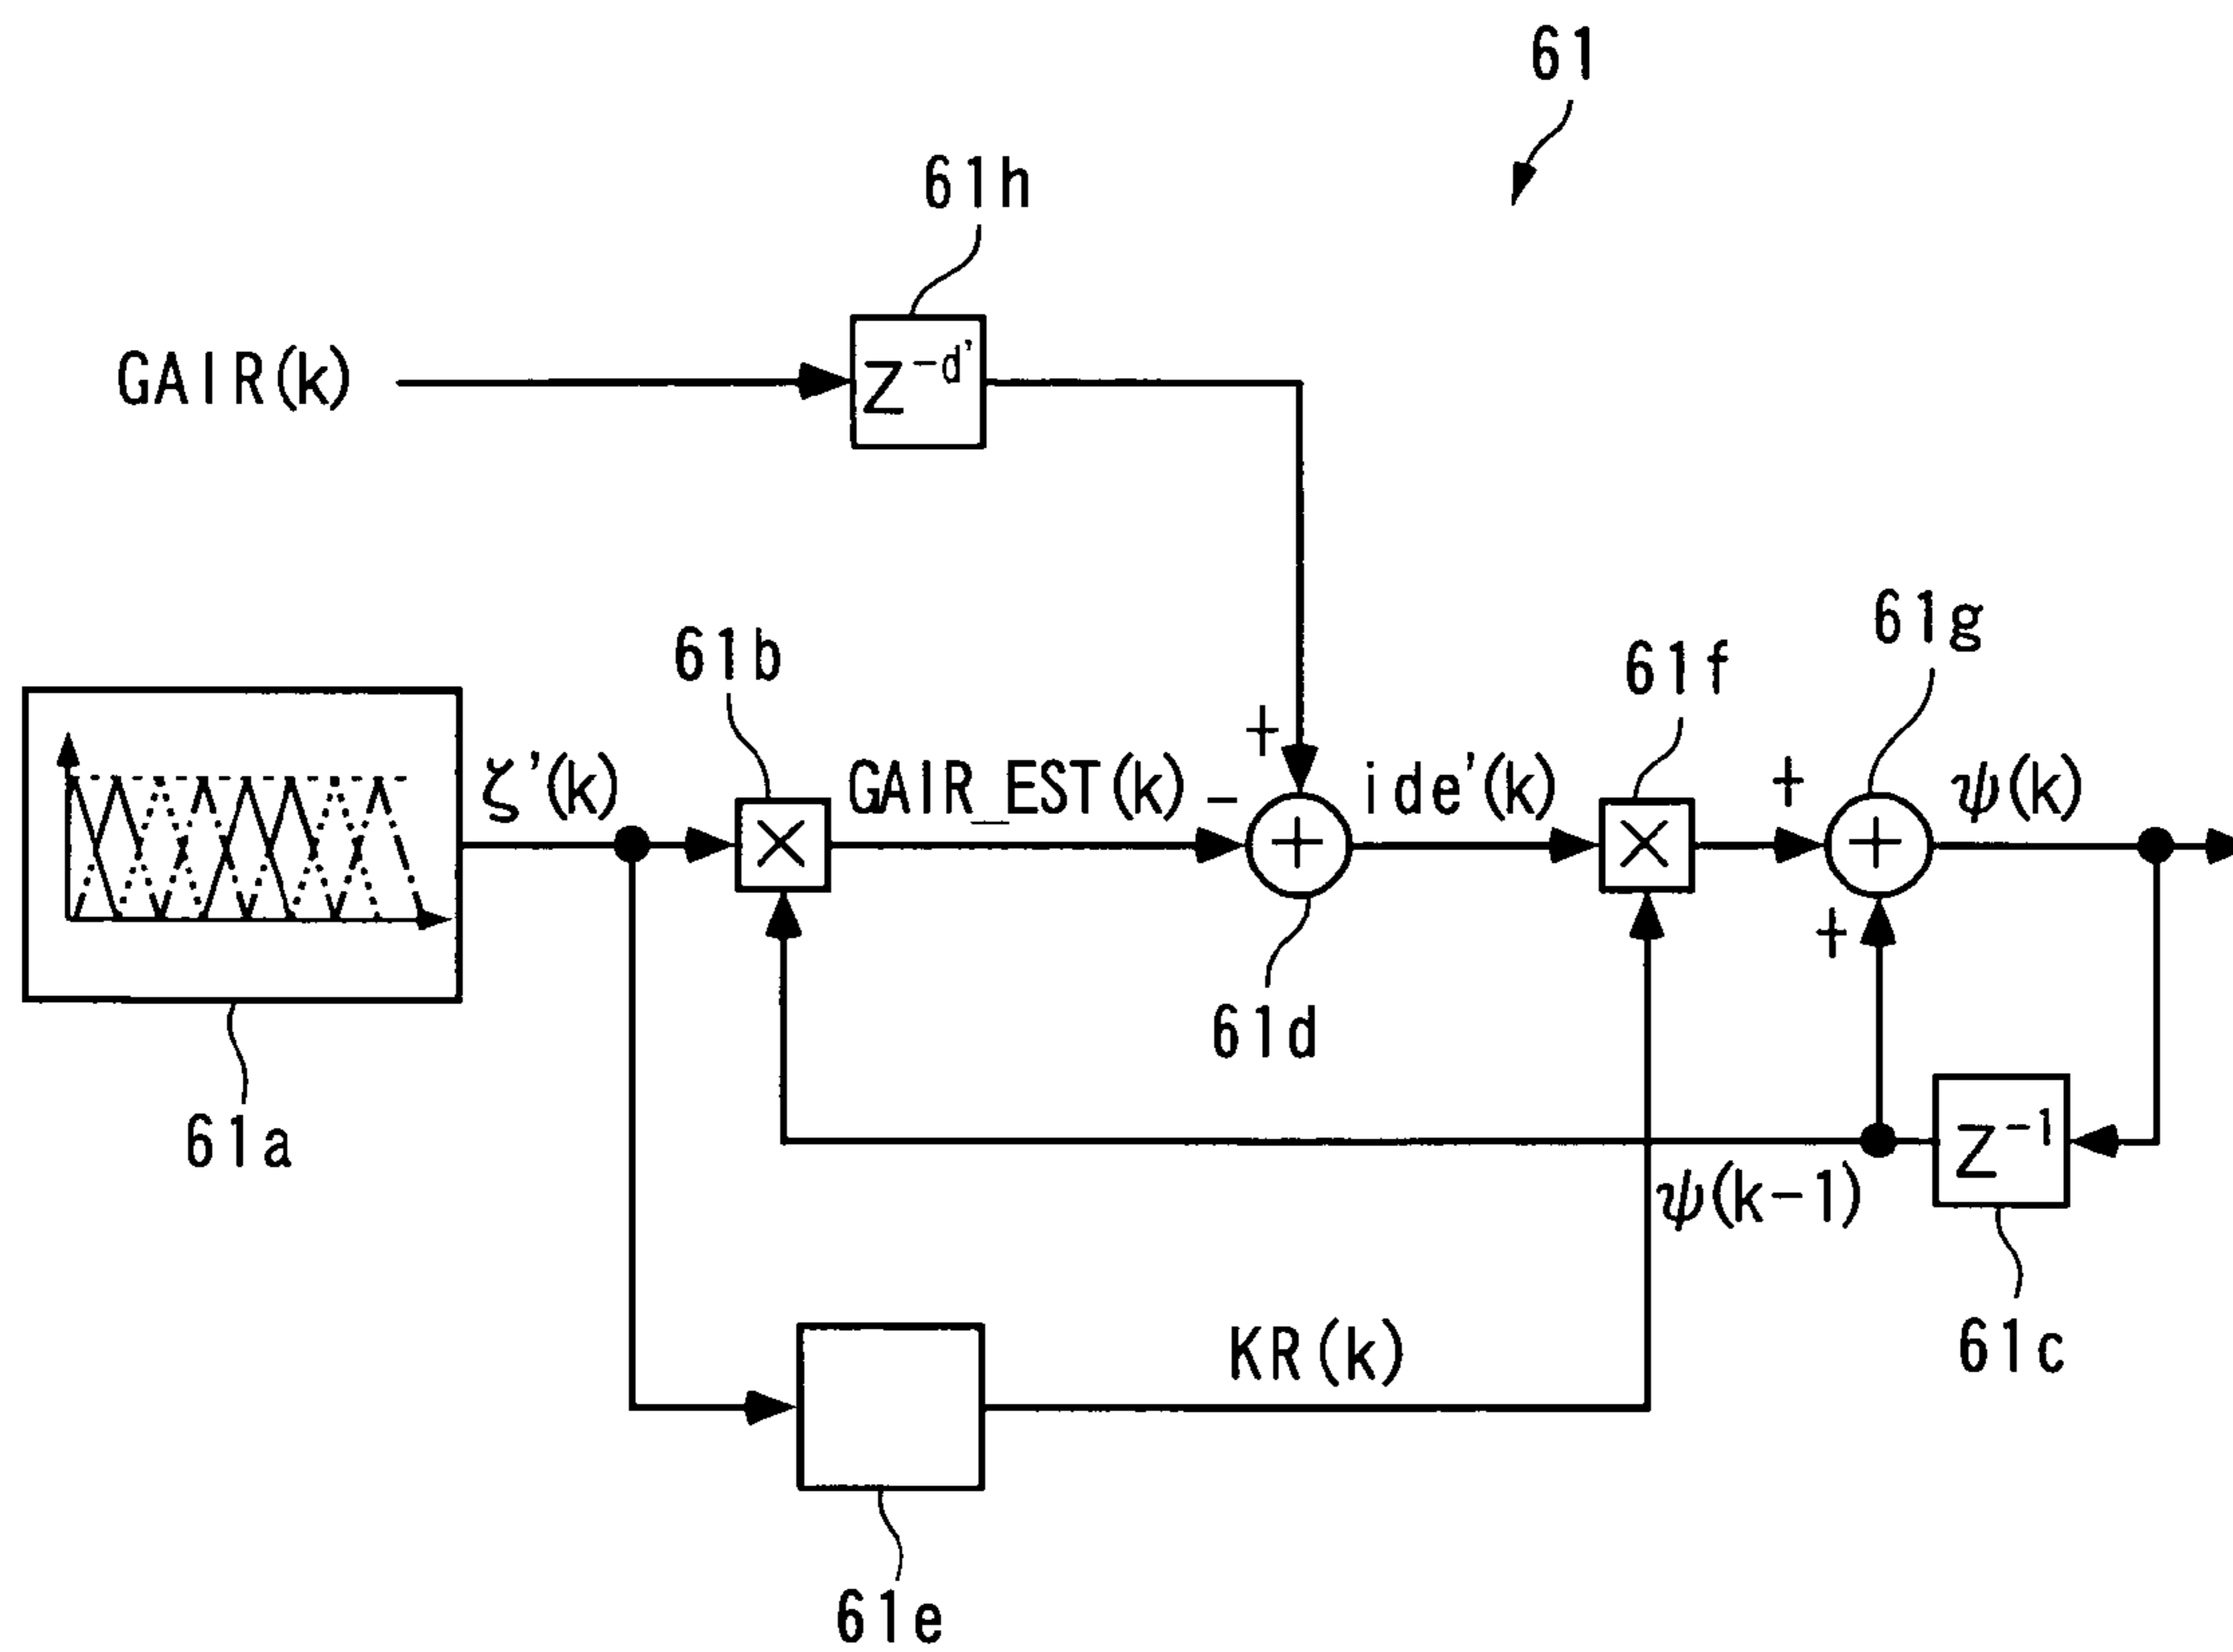 61
61h
GAIR(k)
Z⁻ᵈ'
61g
61b
61f
+
ζ'(k)
×
GAIR_EST(k)
-
+
ide'(k)
×
+
+
ψ(k)
+
61d
61a
Z⁻¹
ψ(k-1)
KR(k)
61c
61e